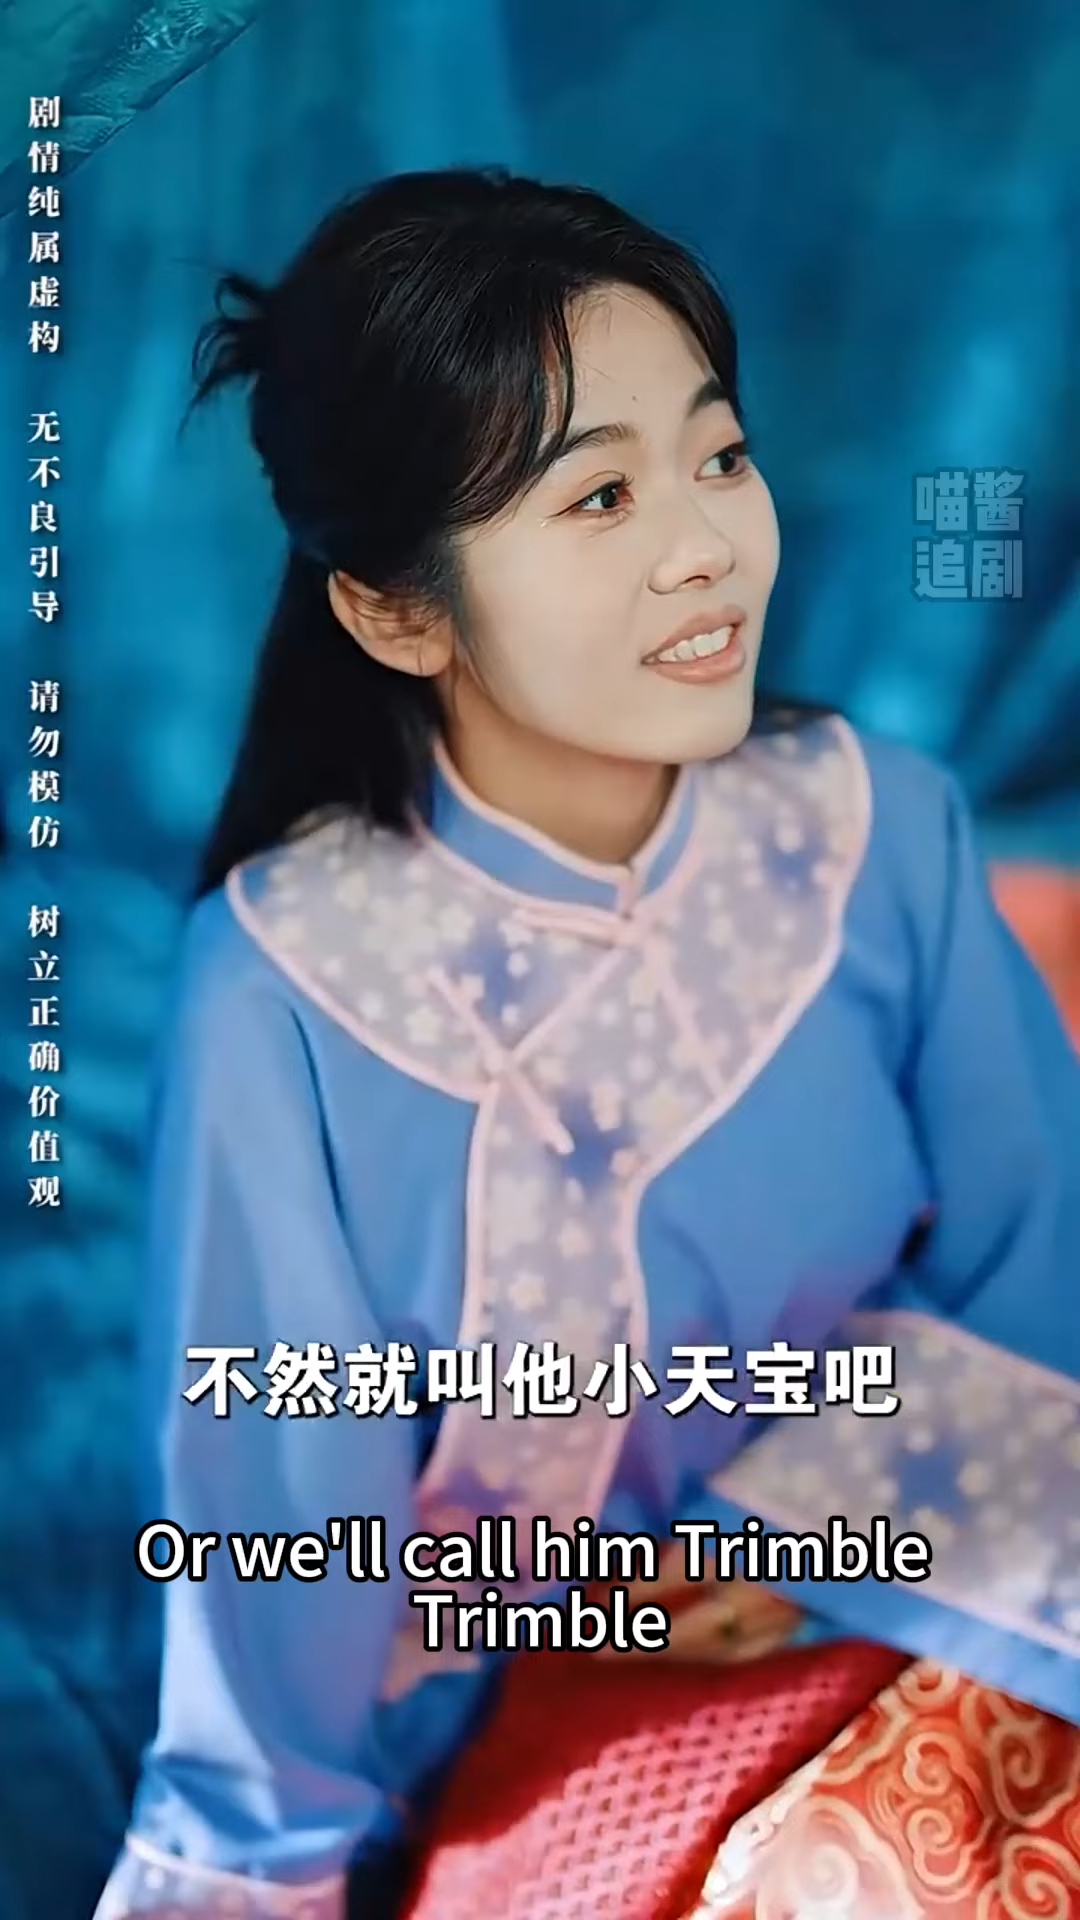 剧情纯属虚构 无不良引导 请勿模仿 树立正确价值观
喵酱
追剧
不然就叫他小天宝吧
Or we'll call him Trimble
Trimble